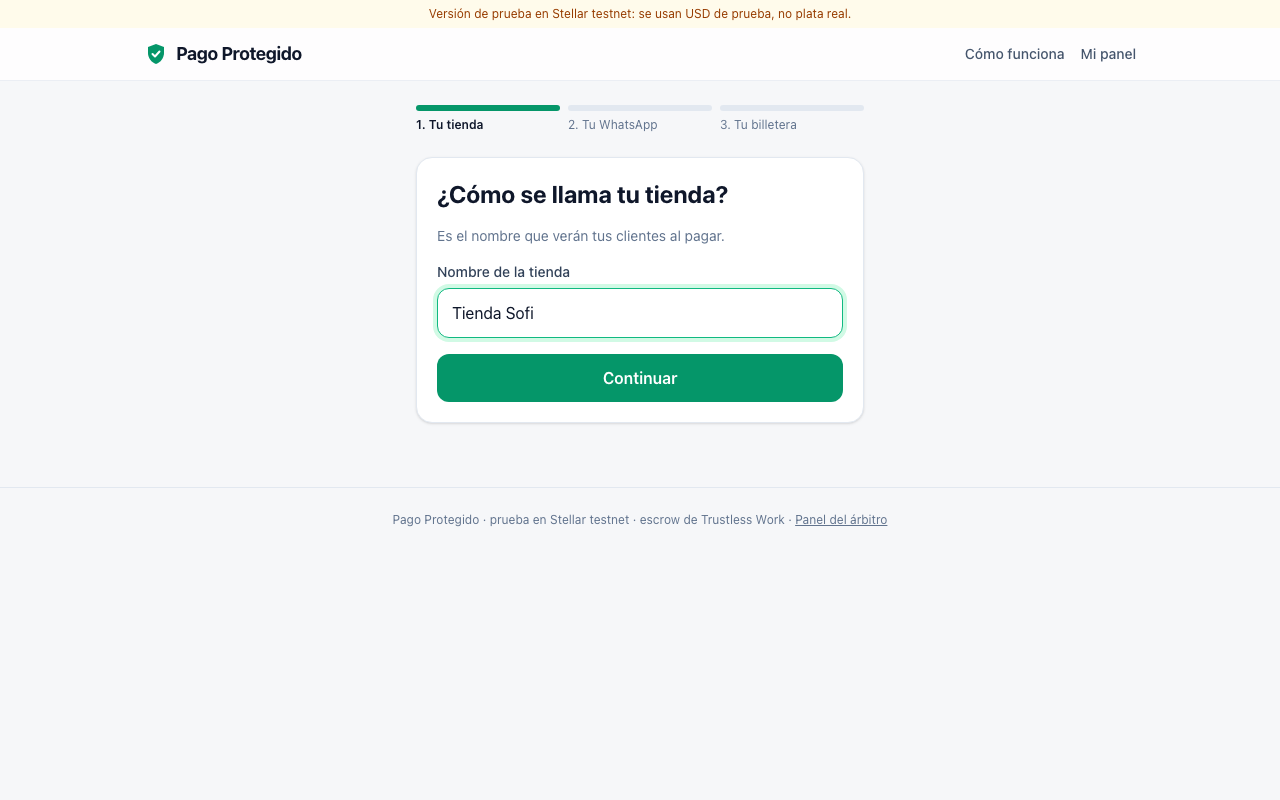 Versión de prueba en Stellar testnet: se usan USD de prueba, no plata real.
Pago Protegido
Cómo funciona
Mi panel
1. Tu tienda
2. Tu WhatsApp
3. Tu billetera
¿Cómo se llama tu tienda?
Es el nombre que verán tus clientes al pagar.
Nombre de la tienda
Tienda Sofi
Continuar
Pago Protegido · prueba en Stellar testnet · escrow de Trustless Work · Panel del árbitro